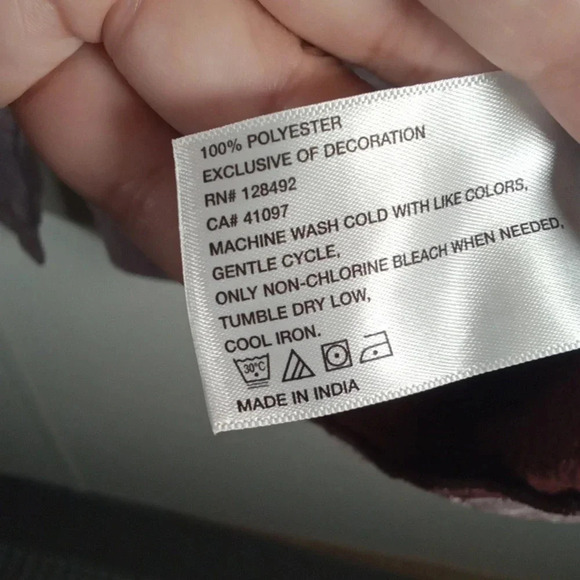 100% POLYESTER
EXCLUSIVE OF DECORATION
RN# 128492
CA# 41097
MACHINE WASH COLD WITH LIKE COLORS,
GENTLE CYCLE,
ONLY NON-CHLORINE BLEACH WHEN NEEDED,
TUMBLE DRY LOW,
COOL IRON.
30°C
MADE IN INDIA